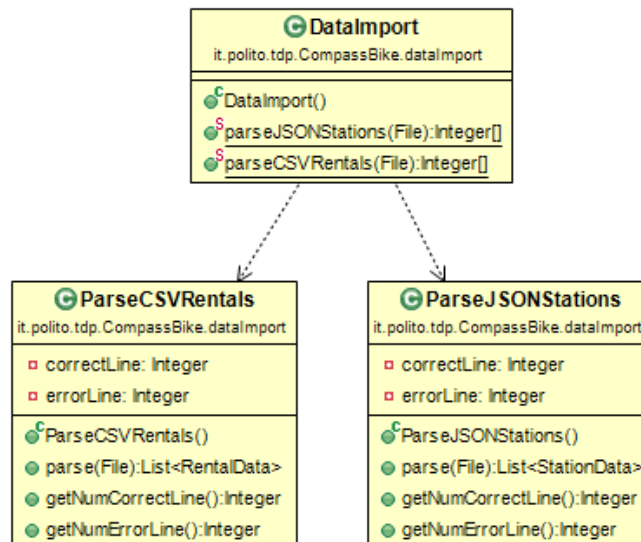 DataImport
it.polito.tdp.CompassBike.dataImport
DataImport()
parseJSONStations(File):Integer[]
parseCSVRentals(File):Integer[]
ParseCSVRentals
it.polito.tdp.CompassBike.dataImport
correctLine: Integer
errorLine: Integer
ParseCSVRentals()
parse(File):List<RentalData>
getNumCorrectLine():Integer
getNumErrorLine():Integer
ParseJSONStations
it.polito.tdp.CompassBike.dataImport
correctLine: Integer
errorLine: Integer
ParseJSONStations()
parse(File):List<StationData>
getNumCorrectLine():Integer
getNumErrorLine():Integer